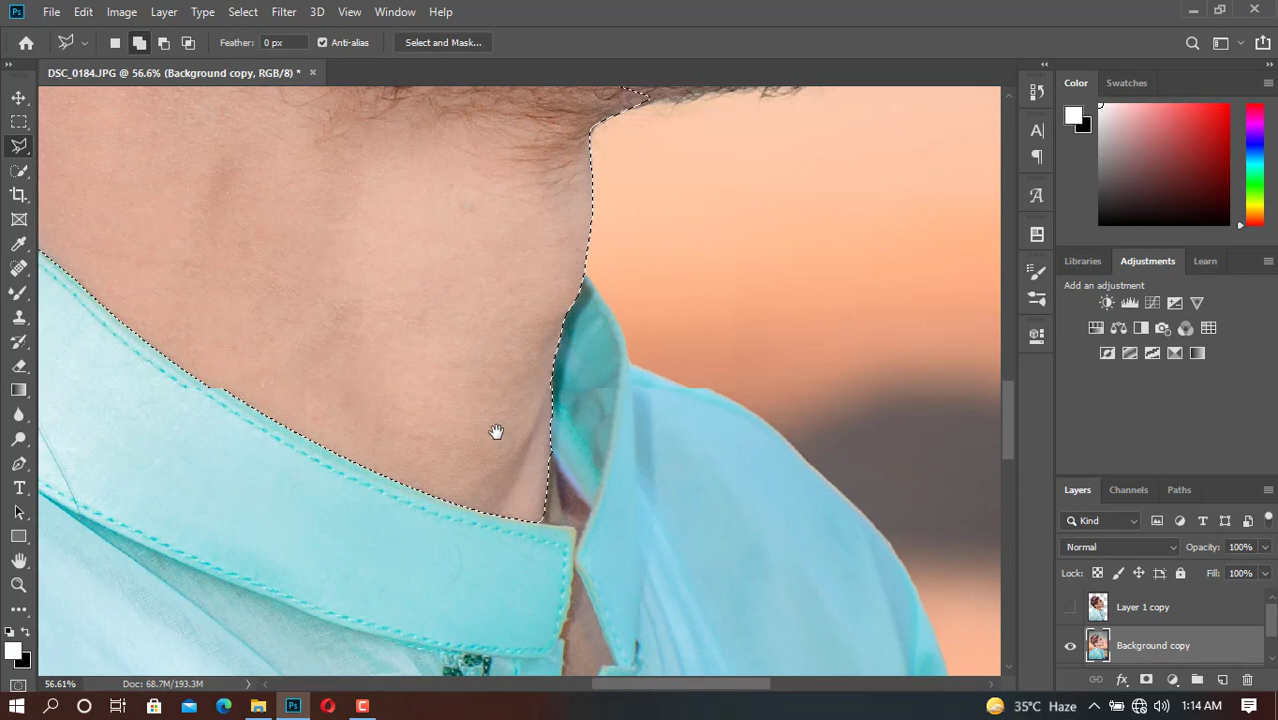 Ps File Edit Image Layer Type Select Filter 3D View Window Help
Feather: 0 px Anti-alias Select and Mask...
DSC_0184.JPG @ 56.6% (Background copy, RGB/8) *
Color Swatches
Libraries Adjustments Learn
Add an adjustment
Layers Channels Paths
Kind
Normal Opacity: 100%
Lock: Fill: 100%
Layer 1 copy
Background copy
56.61% Doc: 68.7M/193.3M
Ps 35°C Haze 1:14 AM